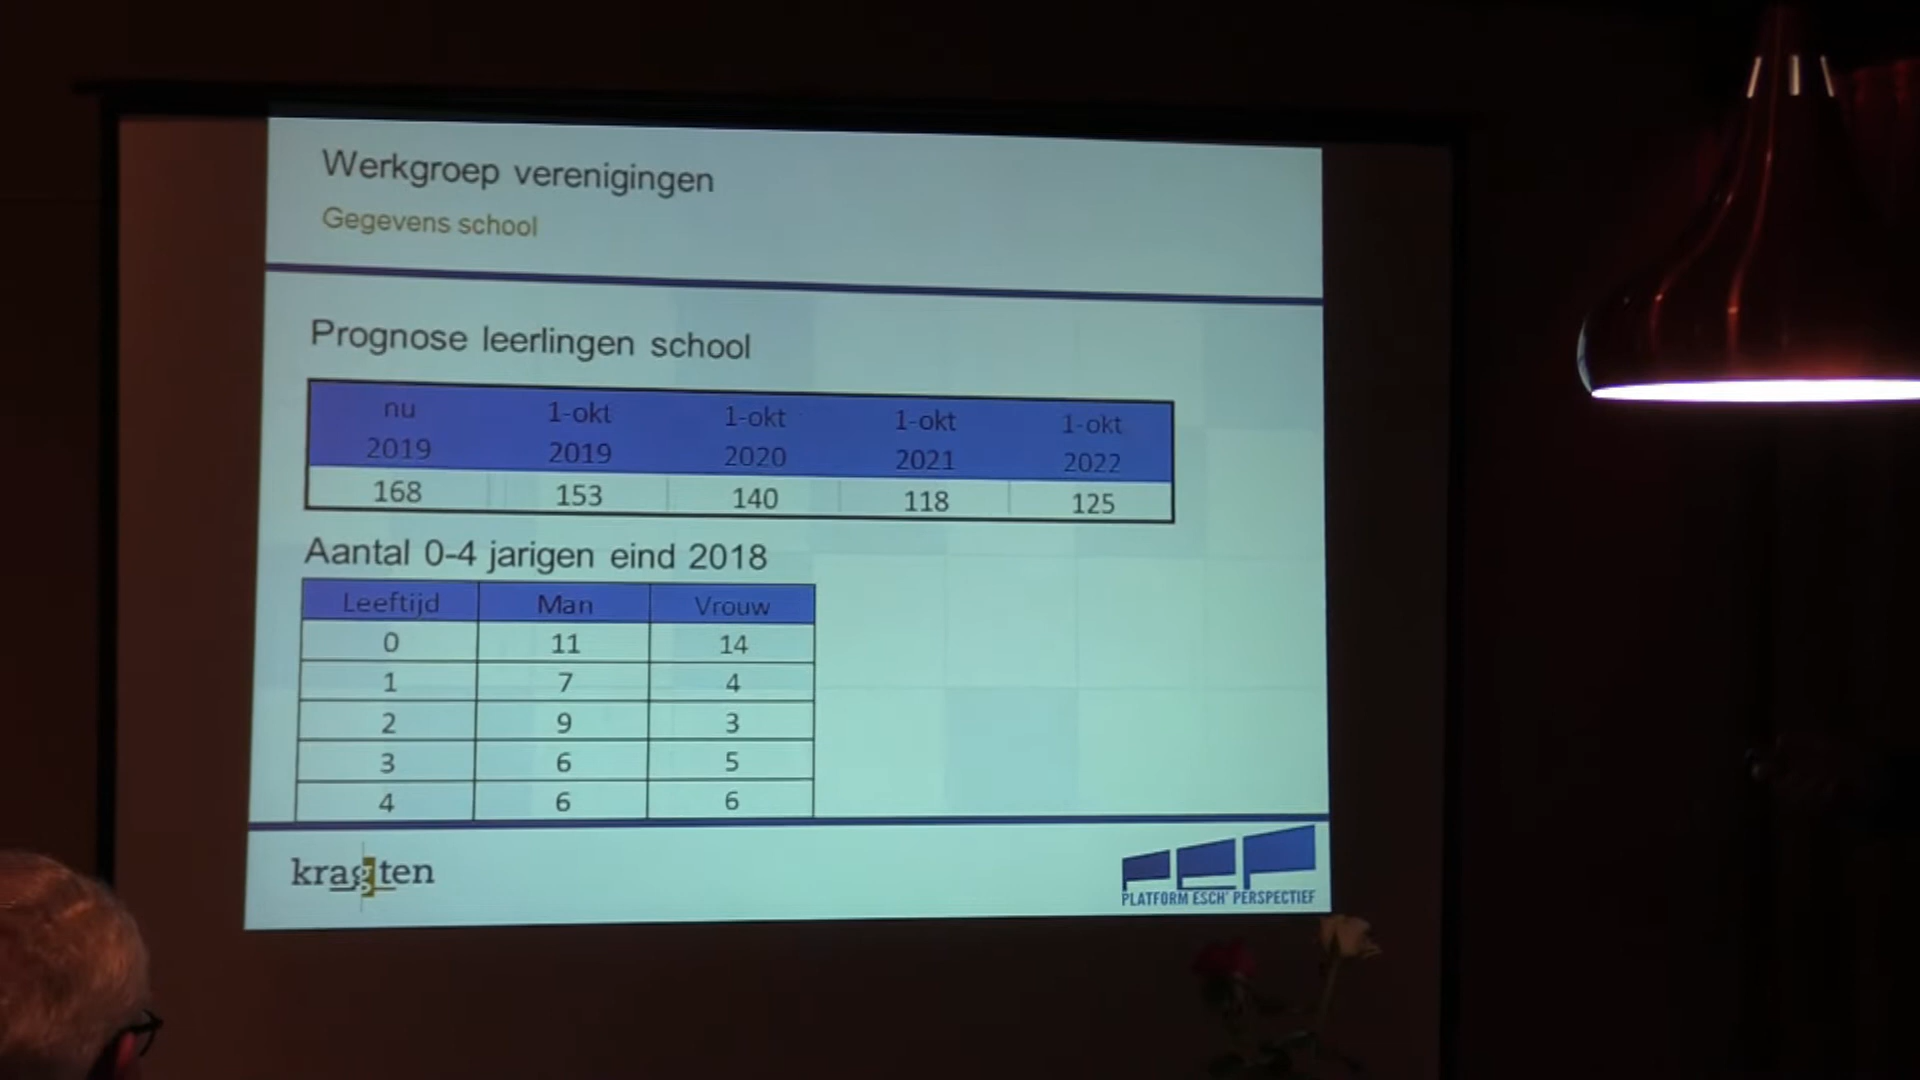 Werkgroep verenigingen
Gegevens school
Prognose leerlingen school
nu 1-okt 1-okt 1-okt 1-okt
2019 2019 2020 2021 2022
168 153 140 118 125
Aantal 0-4 jarigen eind 2018
Leeftijd Man Vrouw
0 11 14
1 7 4
2 9 3
3 6 5
4 6 6
kragten
PLATFORM ESCH' PERSPECTIEF